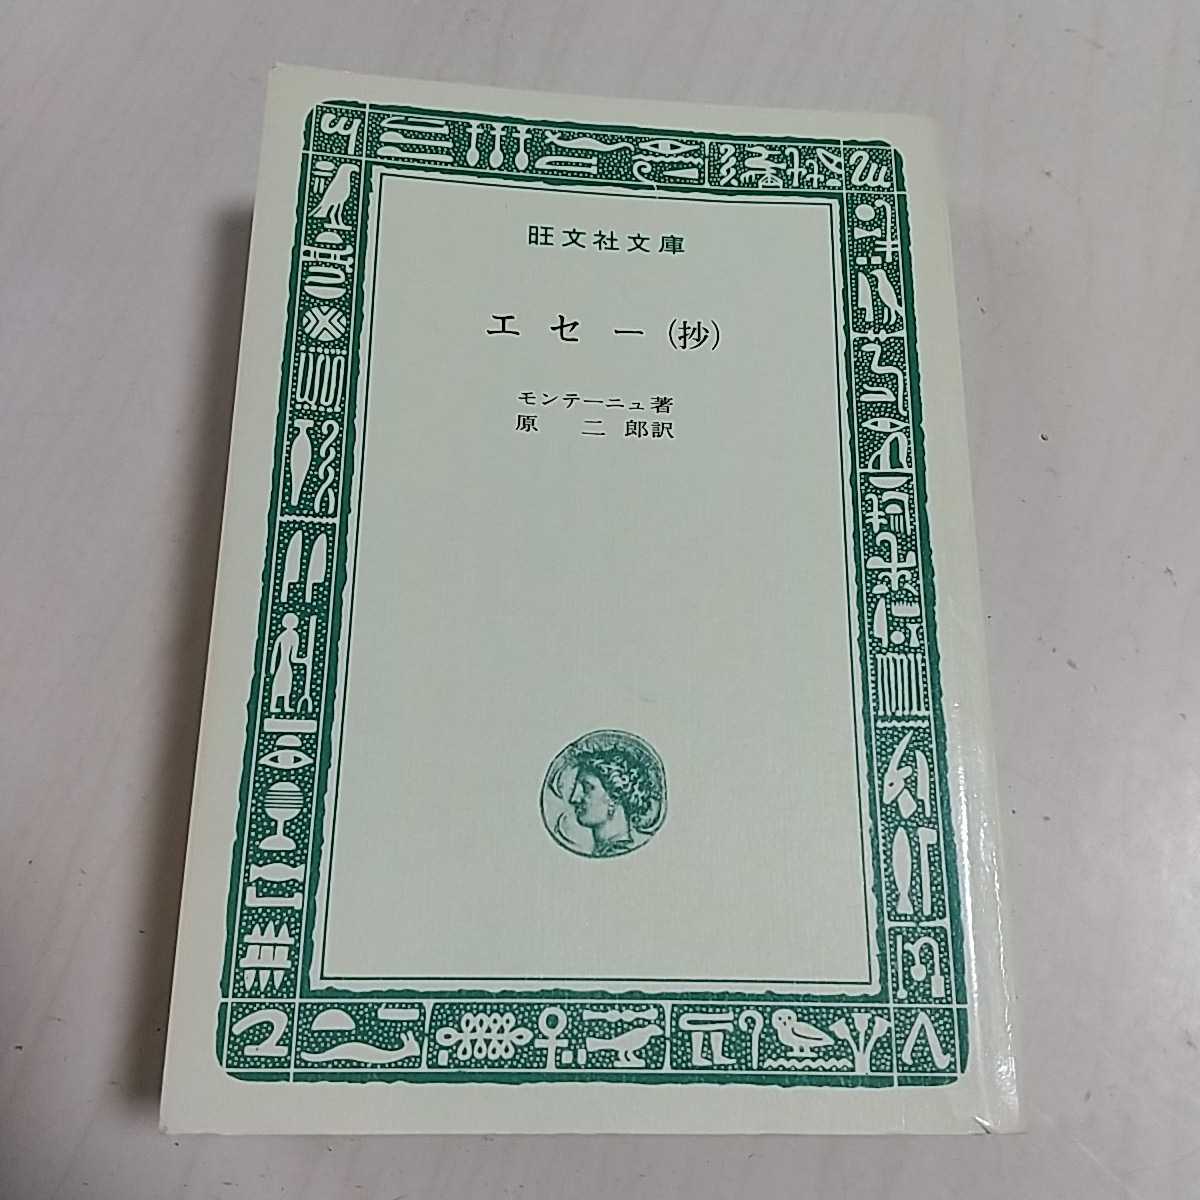 旺文社文庫
エセー(抄)
モンテーニュ著
原二郎訳